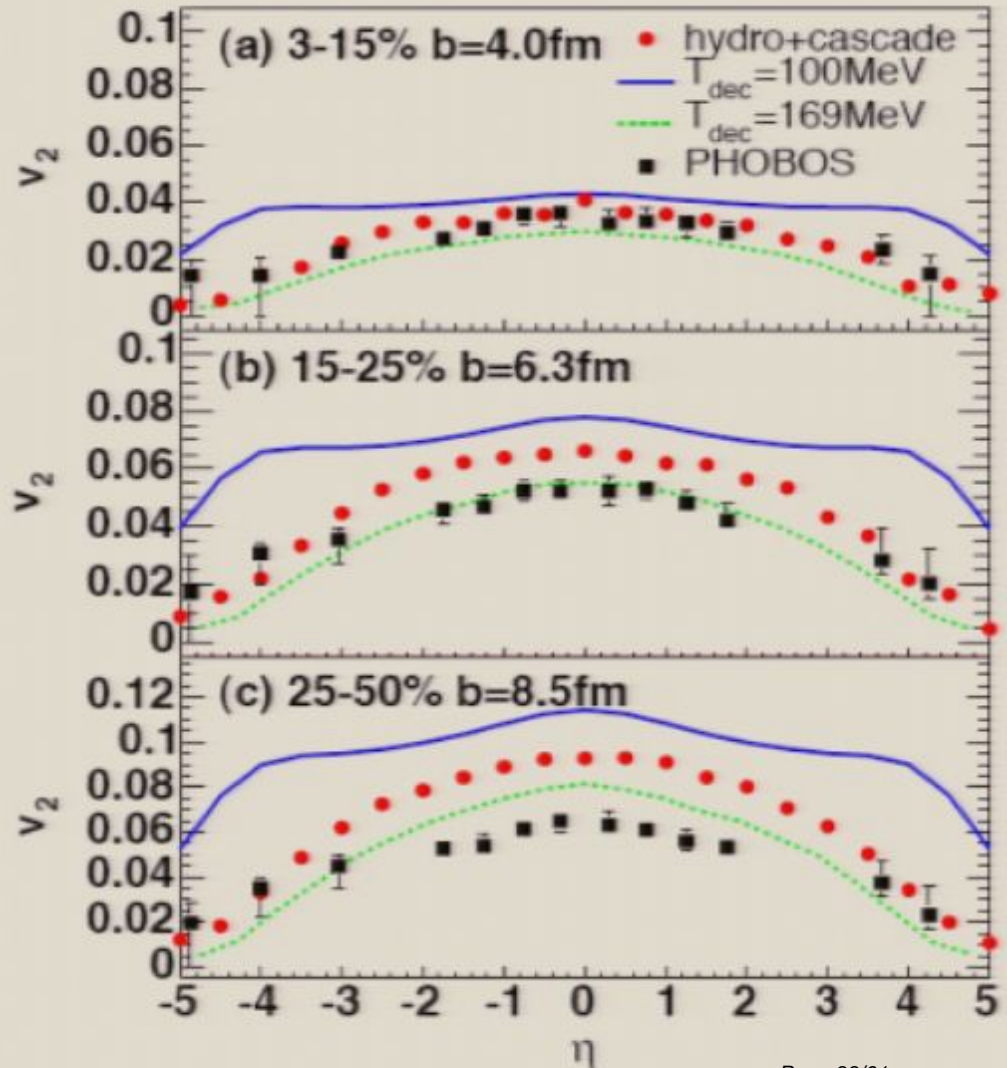 (a) 3-15% b=4.0fm
hydro+cascade
T_dec=100MeV
T_dec=169MeV
PHOBOS
0.1
0.08
0.06
0.04
0.02
0
v_2
(b) 15-25% b=6.3fm
0.1
0.08
0.06
0.04
0.02
0
v_2
(c) 25-50% b=8.5fm
0.12
0.1
0.08
0.06
0.04
0.02
0
v_2
-5 -4 -3 -2 -1 0 1 2 3 4 5
η